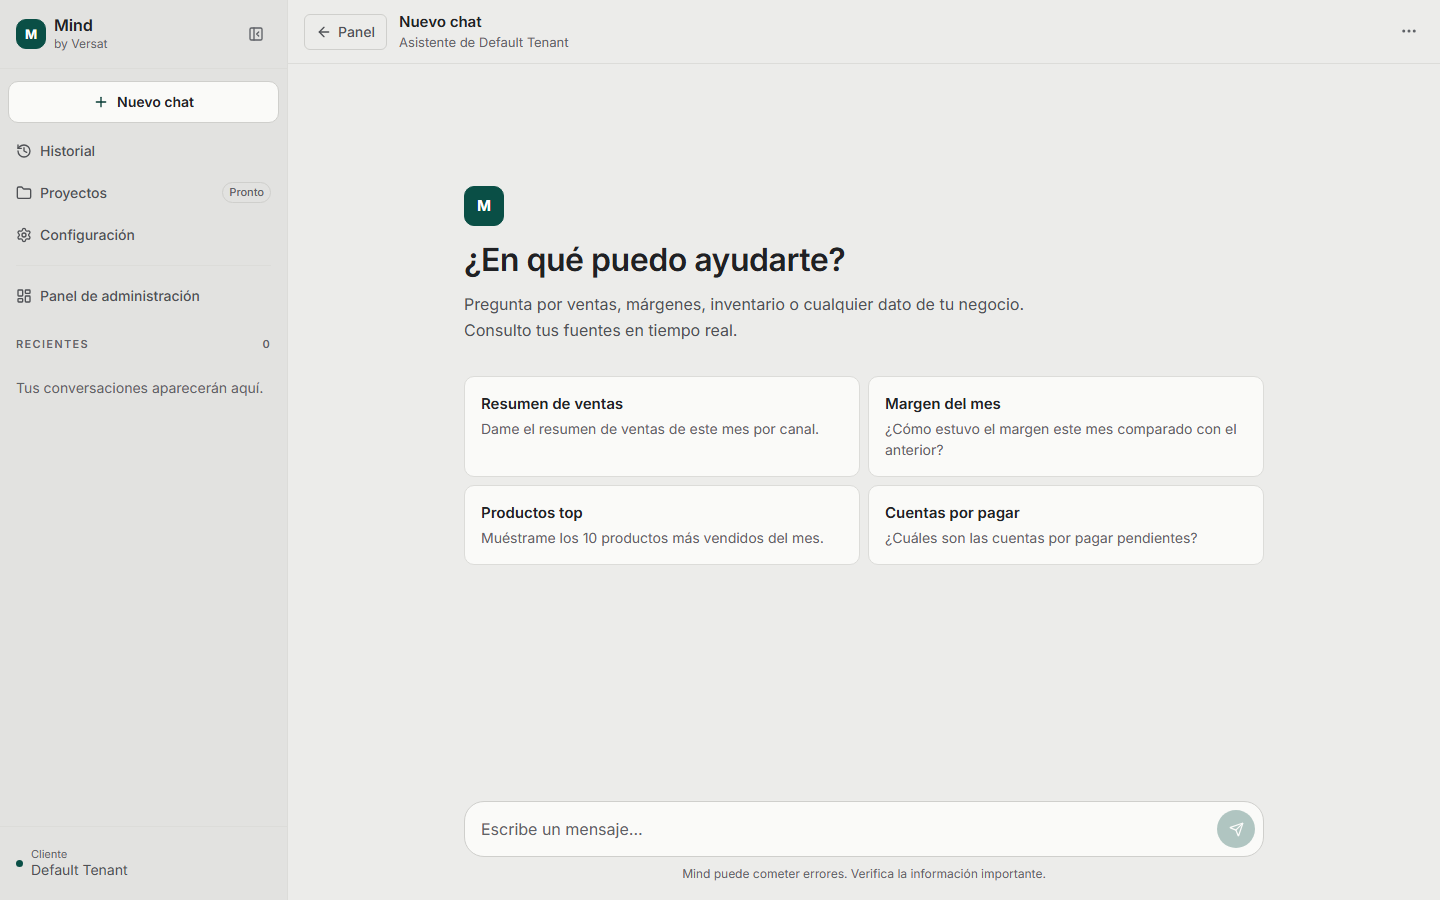 M
Mind
by Versat
Nuevo chat
Historial
Proyectos
Pronto
Configuración
Panel de administración
RECIENTES
0
Tus conversaciones aparecerán aquí.
Cliente
Default Tenant
Panel
Nuevo chat
Asistente de Default Tenant
M
¿En qué puedo ayudarte?
Pregunta por ventas, márgenes, inventario o cualquier dato de tu negocio.
Consulto tus fuentes en tiempo real.
Resumen de ventas
Dame el resumen de ventas de este mes por canal.
Margen del mes
¿Cómo estuvo el margen este mes comparado con el
anterior?
Productos top
Muéstrame los 10 productos más vendidos del mes.
Cuentas por pagar
¿Cuáles son las cuentas por pagar pendientes?
Escribe un mensaje...
Mind puede cometer errores. Verifica la información importante.